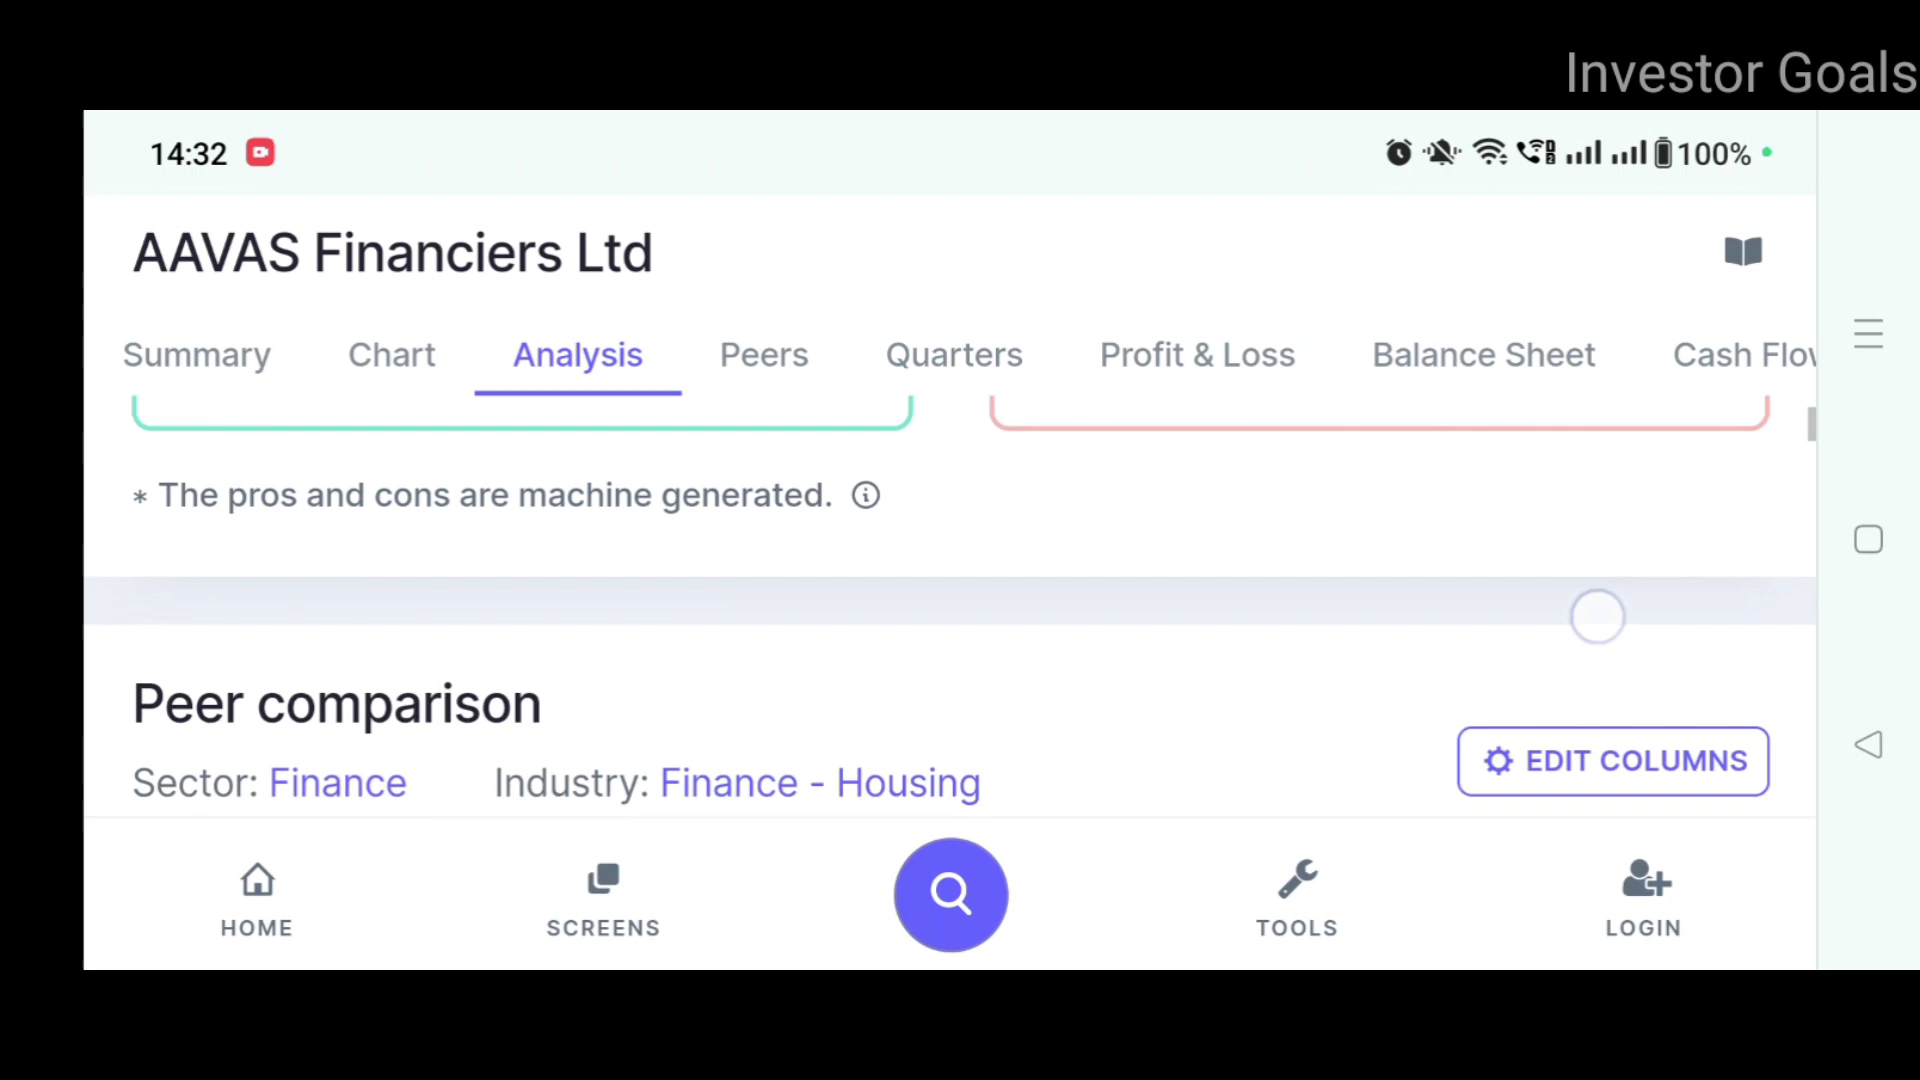 Investor Goals
14:32
100%
AAVAS Financiers Ltd
Summary Chart Analysis Peers Quarters Profit & Loss Balance Sheet Cash Flow
* The pros and cons are machine generated.
Peer comparison
Sector: Finance Industry: Finance - Housing
EDIT COLUMNS
HOME SCREENS TOOLS LOGIN